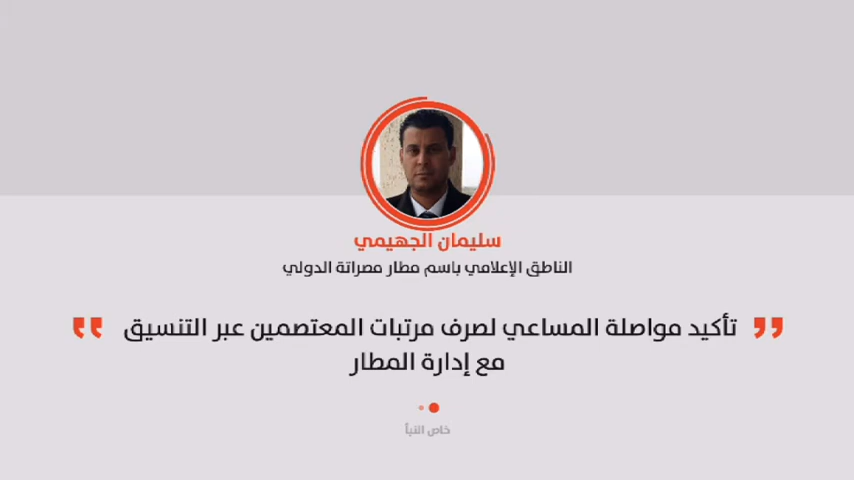 سليمان الجهيمي
الناطق الإعلامي باسم مطار مصراتة الدولي
تأكيد مواصلة المساعي لصرف مرتبات المعتصمين عبر التنسيق
مع إدارة المطار
خاص النبأ